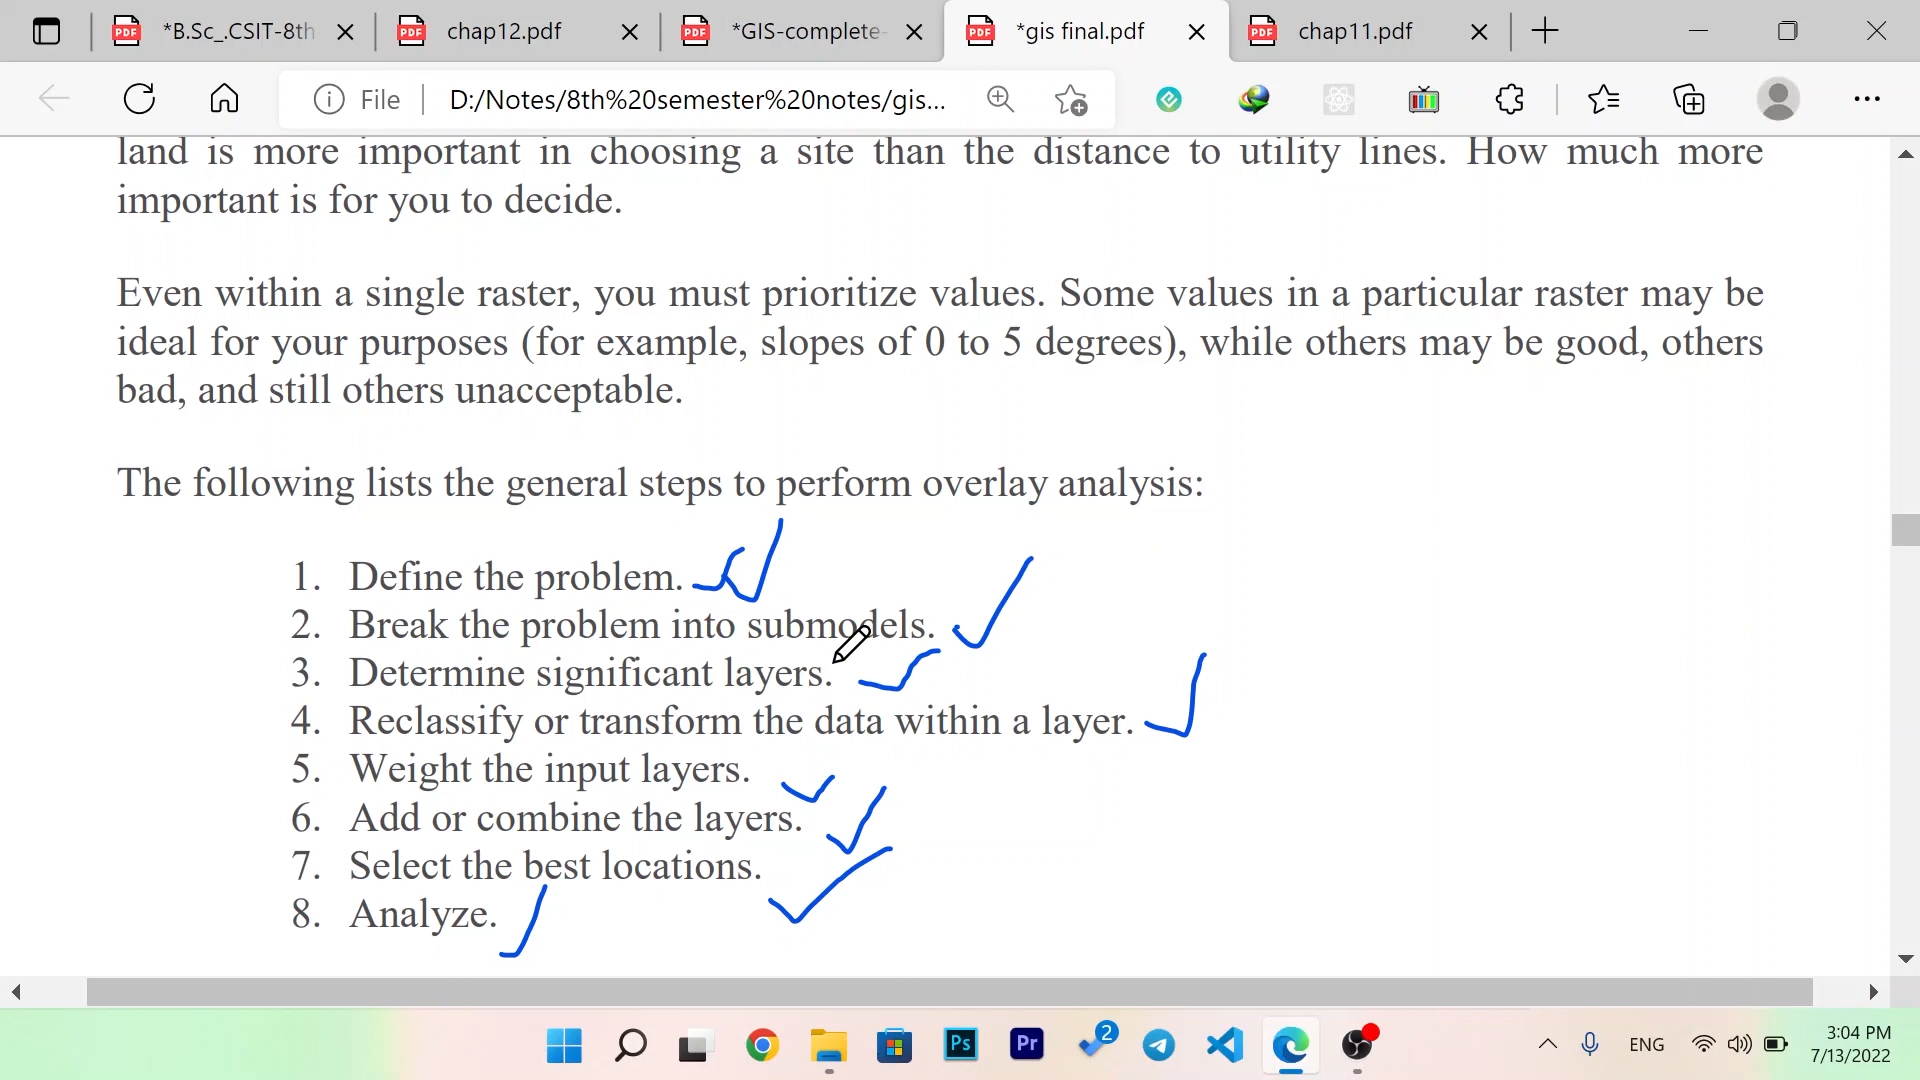 *B.Sc_.CSIT-8th
chap12.pdf
*GIS-complete-
*gis final.pdf
chap11.pdf
File
D:/Notes/8th%20semester%20notes/gis...
land is more important in choosing a site than the distance to utility lines. How much more
important is for you to decide.
Even within a single raster, you must prioritize values. Some values in a particular raster may be
ideal for your purposes (for example, slopes of 0 to 5 degrees), while others may be good, others
bad, and still others unacceptable.
The following lists the general steps to perform overlay analysis:
1. Define the problem.
2. Break the problem into submodels.
3. Determine significant layers.
4. Reclassify or transform the data within a layer.
5. Weight the input layers.
6. Add or combine the layers.
7. Select the best locations.
8. Analyze.
Ps
Pr
2
ENG
3:04 PM
7/13/2022